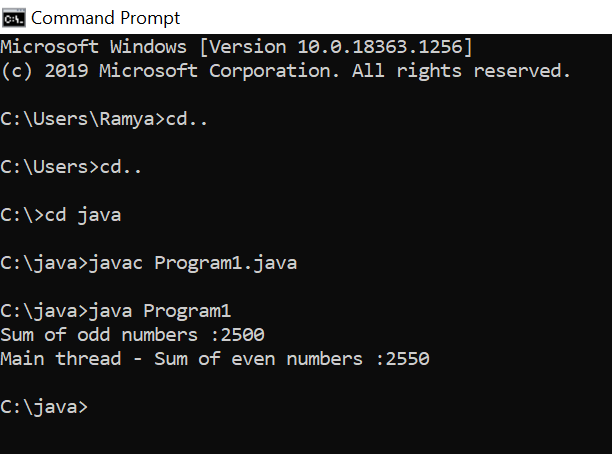 Command Prompt
Microsoft Windows [Version 10.0.18363.1256]
(c) 2019 Microsoft Corporation. All rights reserved.
C:\Users\Ramya>cd..
C:\Users>cd..
C:\>cd java
C:\java>javac Program1.java
C:\java>java Program1
Sum of odd numbers :2500
Main thread - Sum of even numbers :2550
C:\java>